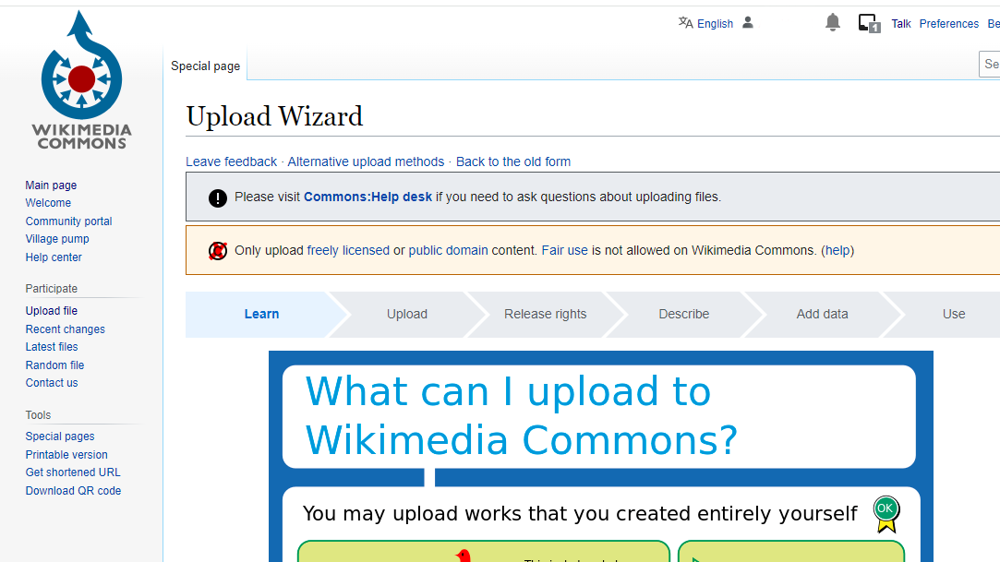 English
1
Talk
Preferences
Be
WIKIMEDIA
COMMONS
Special page
Se
Upload Wizard
Leave feedback · Alternative upload methods · Back to the old form
Please visit Commons:Help desk if you need to ask questions about uploading files.
Only upload freely licensed or public domain content. Fair use is not allowed on Wikimedia Commons. (help)
Main page
Welcome
Community portal
Village pump
Help center
Participate
Upload file
Recent changes
Latest files
Random file
Contact us
Tools
Special pages
Printable version
Get shortened URL
Download QR code
Learn
Upload
Release rights
Describe
Add data
Use
What can I upload to
Wikimedia Commons?
You may upload works that you created entirely yourself
OK